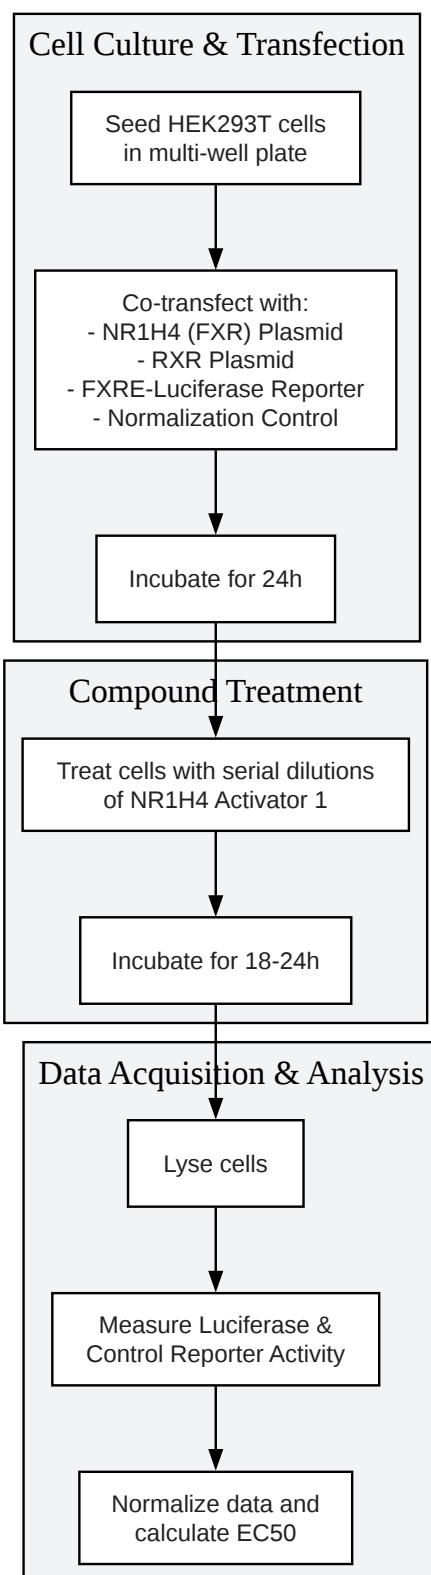 Cell Culture & Transfection
Seed HEK293T cells
in multi-well plate
Co-transfect with:
- NR1H4 (FXR) Plasmid
- RXR Plasmid
- FXRE-Luciferase Reporter
- Normalization Control
Incubate for 24h
Compound Treatment
Treat cells with serial dilutions
of NR1H4 Activator 1
Incubate for 18-24h
Data Acquisition & Analysis
Lyse cells
Measure Luciferase &
Control Reporter Activity
Normalize data and
calculate EC50